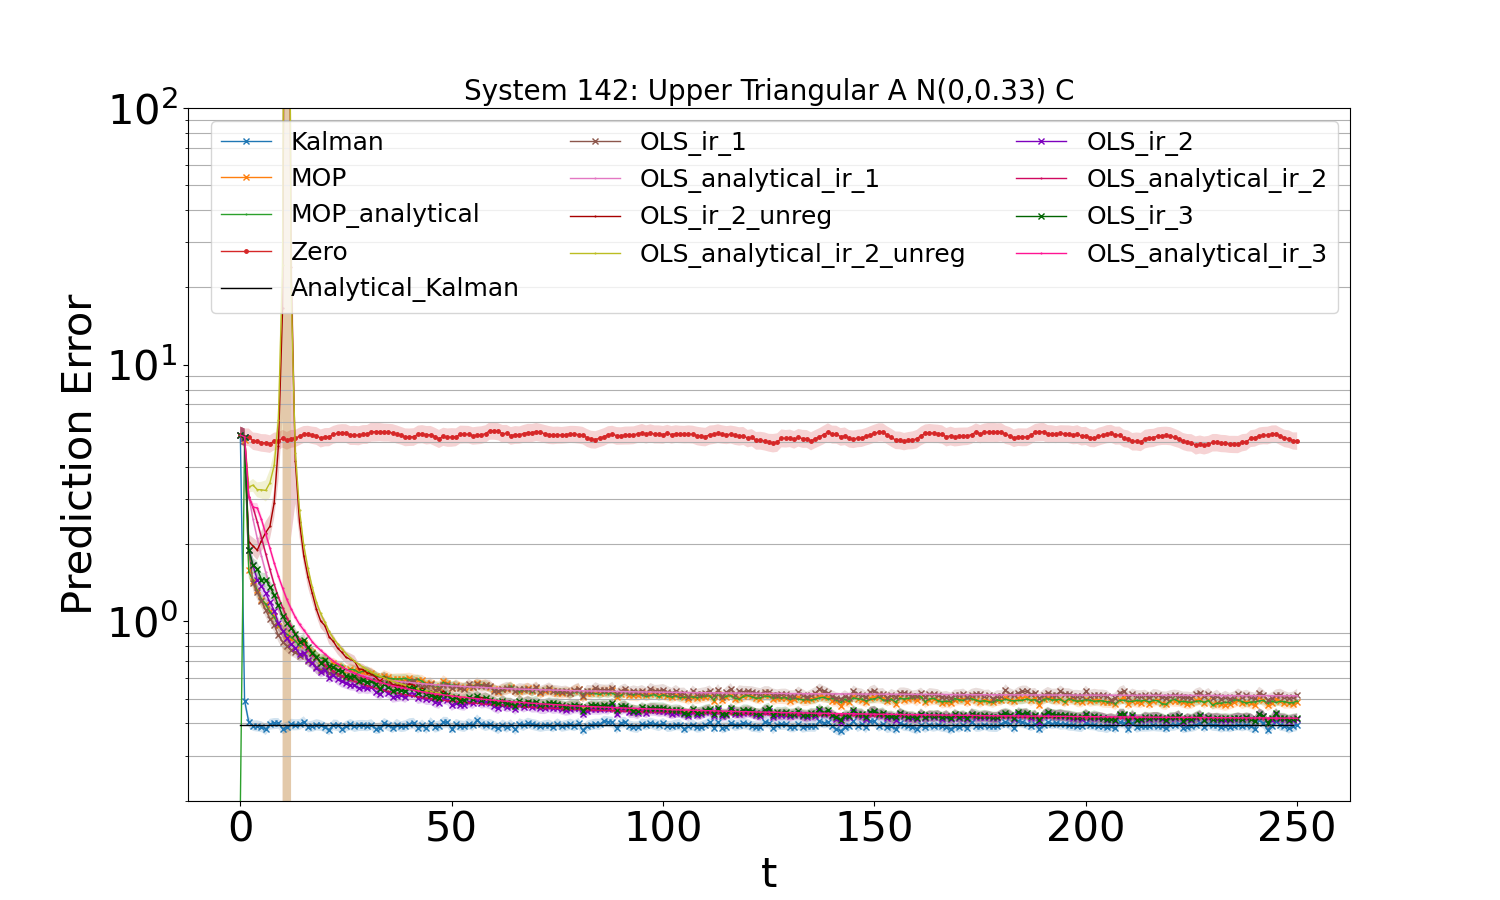 System 142: Upper Triangular A N(0,0.33) C
10²
10¹
10⁰
Prediction Error
Kalman
MOP
MOP_analytical
Zero
Analytical_Kalman
OLS_ir_1
OLS_analytical_ir_1
OLS_ir_2_unreg
OLS_analytical_ir_2_unreg
OLS_ir_2
OLS_analytical_ir_2
OLS_ir_3
OLS_analytical_ir_3
0 50 100 150 200 250
t